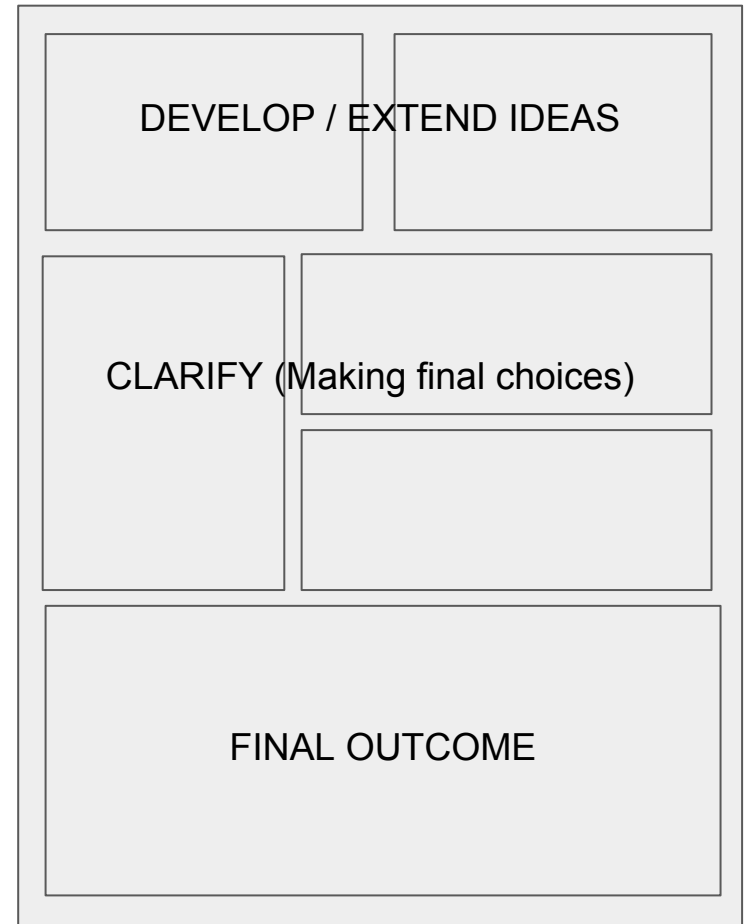 DEVELOP / EXTEND IDEAS
CLARIFY (Making final choices)
FINAL OUTCOME